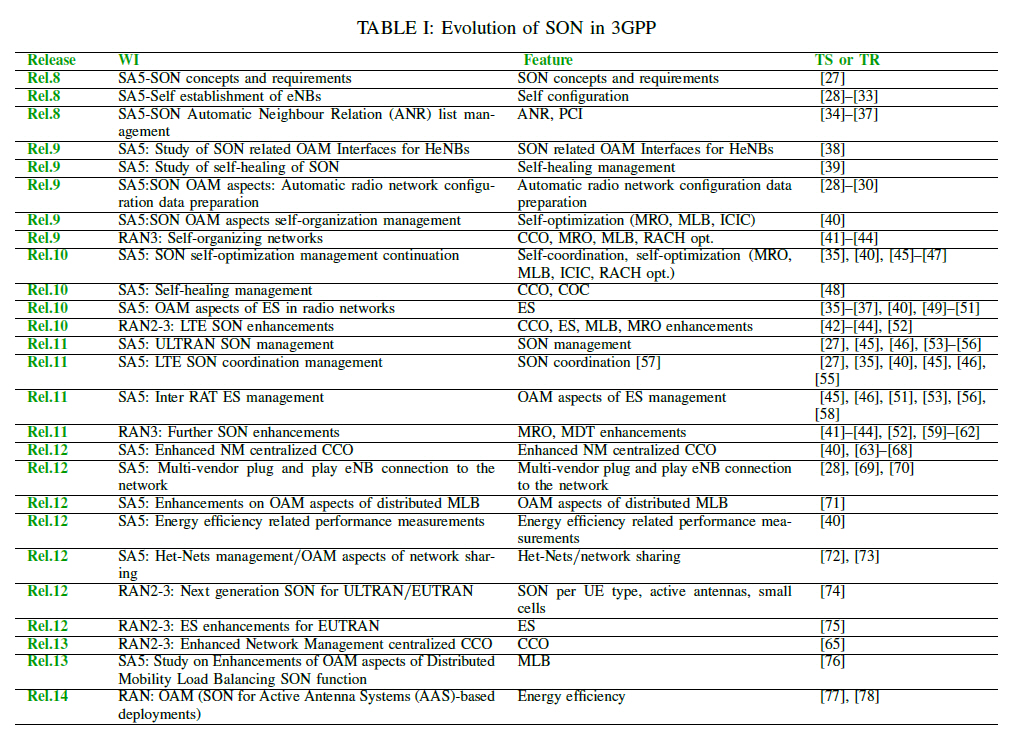 TABLE I: Evolution of SON in 3GPP
Release WI Feature TS or TR
Rel.8 SA5-SON concepts and requirements SON concepts and requirements [27]
Rel.8 SA5-Self establishment of eNBs Self configuration [28]–[33]
Rel.8 SA5-SON Automatic Neighbour Relation (ANR) list man- ANR, PCI [34]–[37]
agement
Rel.9 SA5: Study of SON related OAM Interfaces for HeNBs SON related OAM Interfaces for HeNBs [38]
Rel.9 SA5: Study of self-healing of SON Self-healing management [39]
Rel.9 SA5:SON OAM aspects: Automatic radio network configu- Automatic radio network configuration data [28]–[30]
ration data preparation preparation
Rel.9 SA5:SON OAM aspects self-organization management Self-optimization (MRO, MLB, ICIC) [40]
Rel.9 RAN3: Self-organizing networks CCO, MRO, MLB, RACH opt. [41]–[44]
Rel.10 SA5: SON self-optimization management continuation Self-coordination, self-optimization (MRO, [35], [40], [45]–[47]
MLB, ICIC, RACH opt.)
Rel.10 SA5: Self-healing management CCO, COC [48]
Rel.10 SA5: OAM aspects of ES in radio networks ES [35]–[37], [40], [49]–[51]
Rel.10 RAN2-3: LTE SON enhancements CCO, ES, MLB, MRO enhancements [42]–[44], [52]
Rel.11 SA5: ULTRAN SON management SON management [27], [45], [46], [53]–[56]
Rel.11 SA5: LTE SON coordination management SON coordination [57] [27], [35], [40], [45], [46],
[55]
Rel.11 SA5: Inter RAT ES management OAM aspects of ES management [45], [46], [51], [53], [56],
[58]
Rel.11 RAN3: Further SON enhancements MRO, MDT enhancements [41]–[44], [52], [59]–[62]
Rel.12 SA5: Enhanced NM centralized CCO Enhanced NM centralized CCO [40], [63]–[68]
Rel.12 SA5: Multi-vendor plug and play eNB connection to the Multi-vendor plug and play eNB connection [28], [69], [70]
network to the network
Rel.12 SA5: Enhancements on OAM aspects of distributed MLB OAM aspects of distributed MLB [71]
Rel.12 SA5: Energy efficiency related performance measurements Energy efficiency related performance mea- [40]
surements
Rel.12 SA5: Het-Nets management/OAM aspects of network shar- Het-Nets/network sharing [72], [73]
ing
Rel.12 RAN2-3: Next generation SON for ULTRAN/EUTRAN SON per UE type, active antennas, small [74]
cells
Rel.12 RAN2-3: ES enhancements for EUTRAN ES [75]
Rel.13 RAN2-3: Enhanced Network Management centralized CCO CCO [65]
Rel.13 SA5: Study on Enhancements of OAM aspects of Distributed MLB [76]
Mobility Load Balancing SON function
Rel.14 RAN: OAM (SON for Active Antenna Systems (AAS)-based Energy efficiency [77], [78]
deployments)